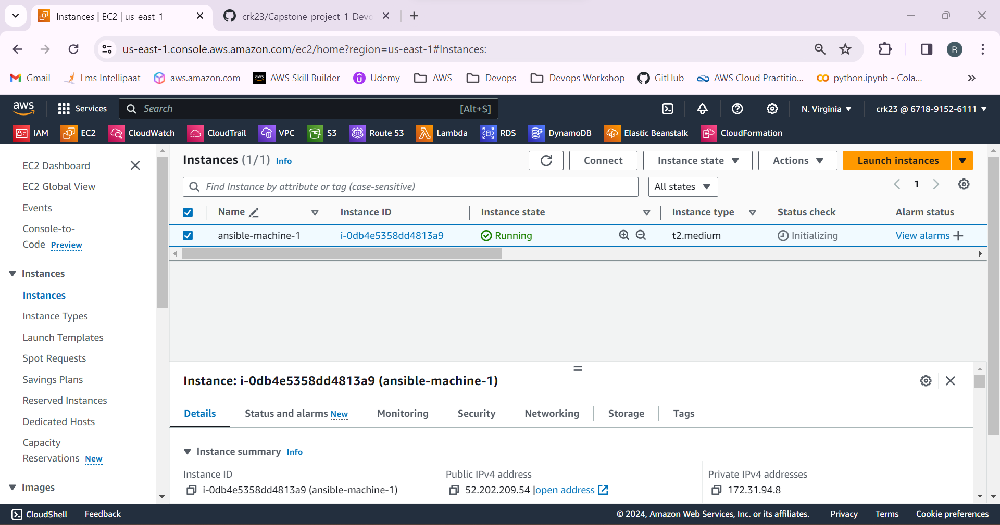 Instances | EC2 | us-east-1
crk23/Capstone-project-1-Devo
us-east-1.console.aws.amazon.com/ec2/home?region=us-east-1#Instances:
R
Gmail
Lms Intellipaat
aws.amazon.com
aws
AWS Skill Builder
Udemy
AWS
Devops
Devops Workshop
GitHub
AWS Cloud Practitio...
python.ipynb - Cola...
aws
Services
Search
[Alt+S]
N. Virginia
crk23 @ 6718-9152-6111
IAM
EC2
CloudWatch
CloudTrail
VPC
S3
53
Route 53
Lambda
RDS
DynamoDB
Elastic Beanstalk
CloudFormation
EC2 Dashboard
EC2 Global View
Events
Console-to-
Code Preview
Instances
Instances
Instance Types
Launch Templates
Spot Requests
Savings Plans
Reserved Instances
Dedicated Hosts
Capacity
Reservations New
Images
Instances (1/1) Info
Connect
Instance state
Actions
Launch instances
Find Instance by attribute or tag (case-sensitive)
All states
1
Name
Instance ID
Instance state
Instance type
Status check
Alarm status
ansible-machine-1
i-0db4e5358dd4813a9
Running
t2.medium
Initializing
View alarms
Instance: i-0db4e5358dd4813a9 (ansible-machine-1)
Details
Status and alarms New
Monitoring
Security
Networking
Storage
Tags
Instance summary Info
Instance ID
i-0db4e5358dd4813a9 (ansible-machine-1)
Public IPv4 address
52.202.209.54 |open address
Private IPv4 addresses
172.31.94.8
CloudShell
Feedback
© 2024, Amazon Web Services, Inc. or its affiliates.
Privacy
Terms
Cookie preferences